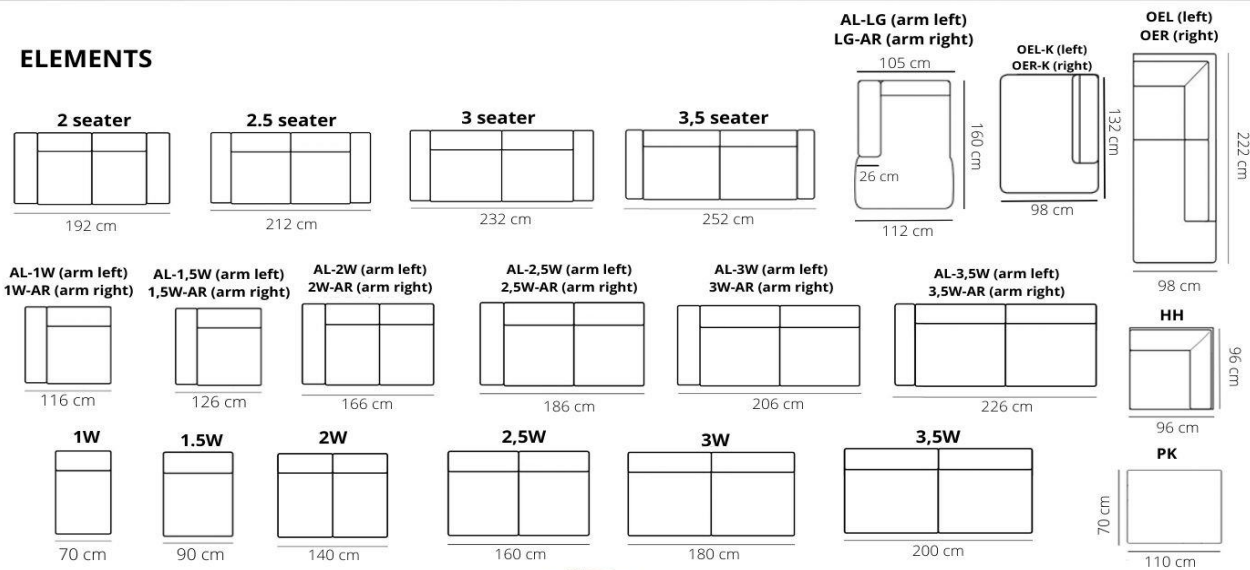 ELEMENTS
2 seater
192 cm
2.5 seater
212 cm
3 seater
232 cm
3,5 seater
252 cm
AL-LG (arm left)
LG-AR (arm right)
105 cm
160 cm
26 cm
112 cm
OEL-K (left)
OER-K (right)
132 cm
98 cm
OEL (left)
OER (right)
222 cm
98 cm
AL-1W (arm left)
1W-AR (arm right)
116 cm
AL-1,5W (arm left)
1,5W-AR (arm right)
126 cm
AL-2W (arm left)
2W-AR (arm right)
166 cm
AL-2,5W (arm left)
2,5W-AR (arm right)
186 cm
AL-3W (arm left)
3W-AR (arm right)
206 cm
AL-3,5W (arm left)
3,5W-AR (arm right)
226 cm
HH
96 cm
96 cm
1W
70 cm
1.5W
90 cm
2W
140 cm
2,5W
160 cm
3W
180 cm
3,5W
200 cm
PK
70 cm
110 cm